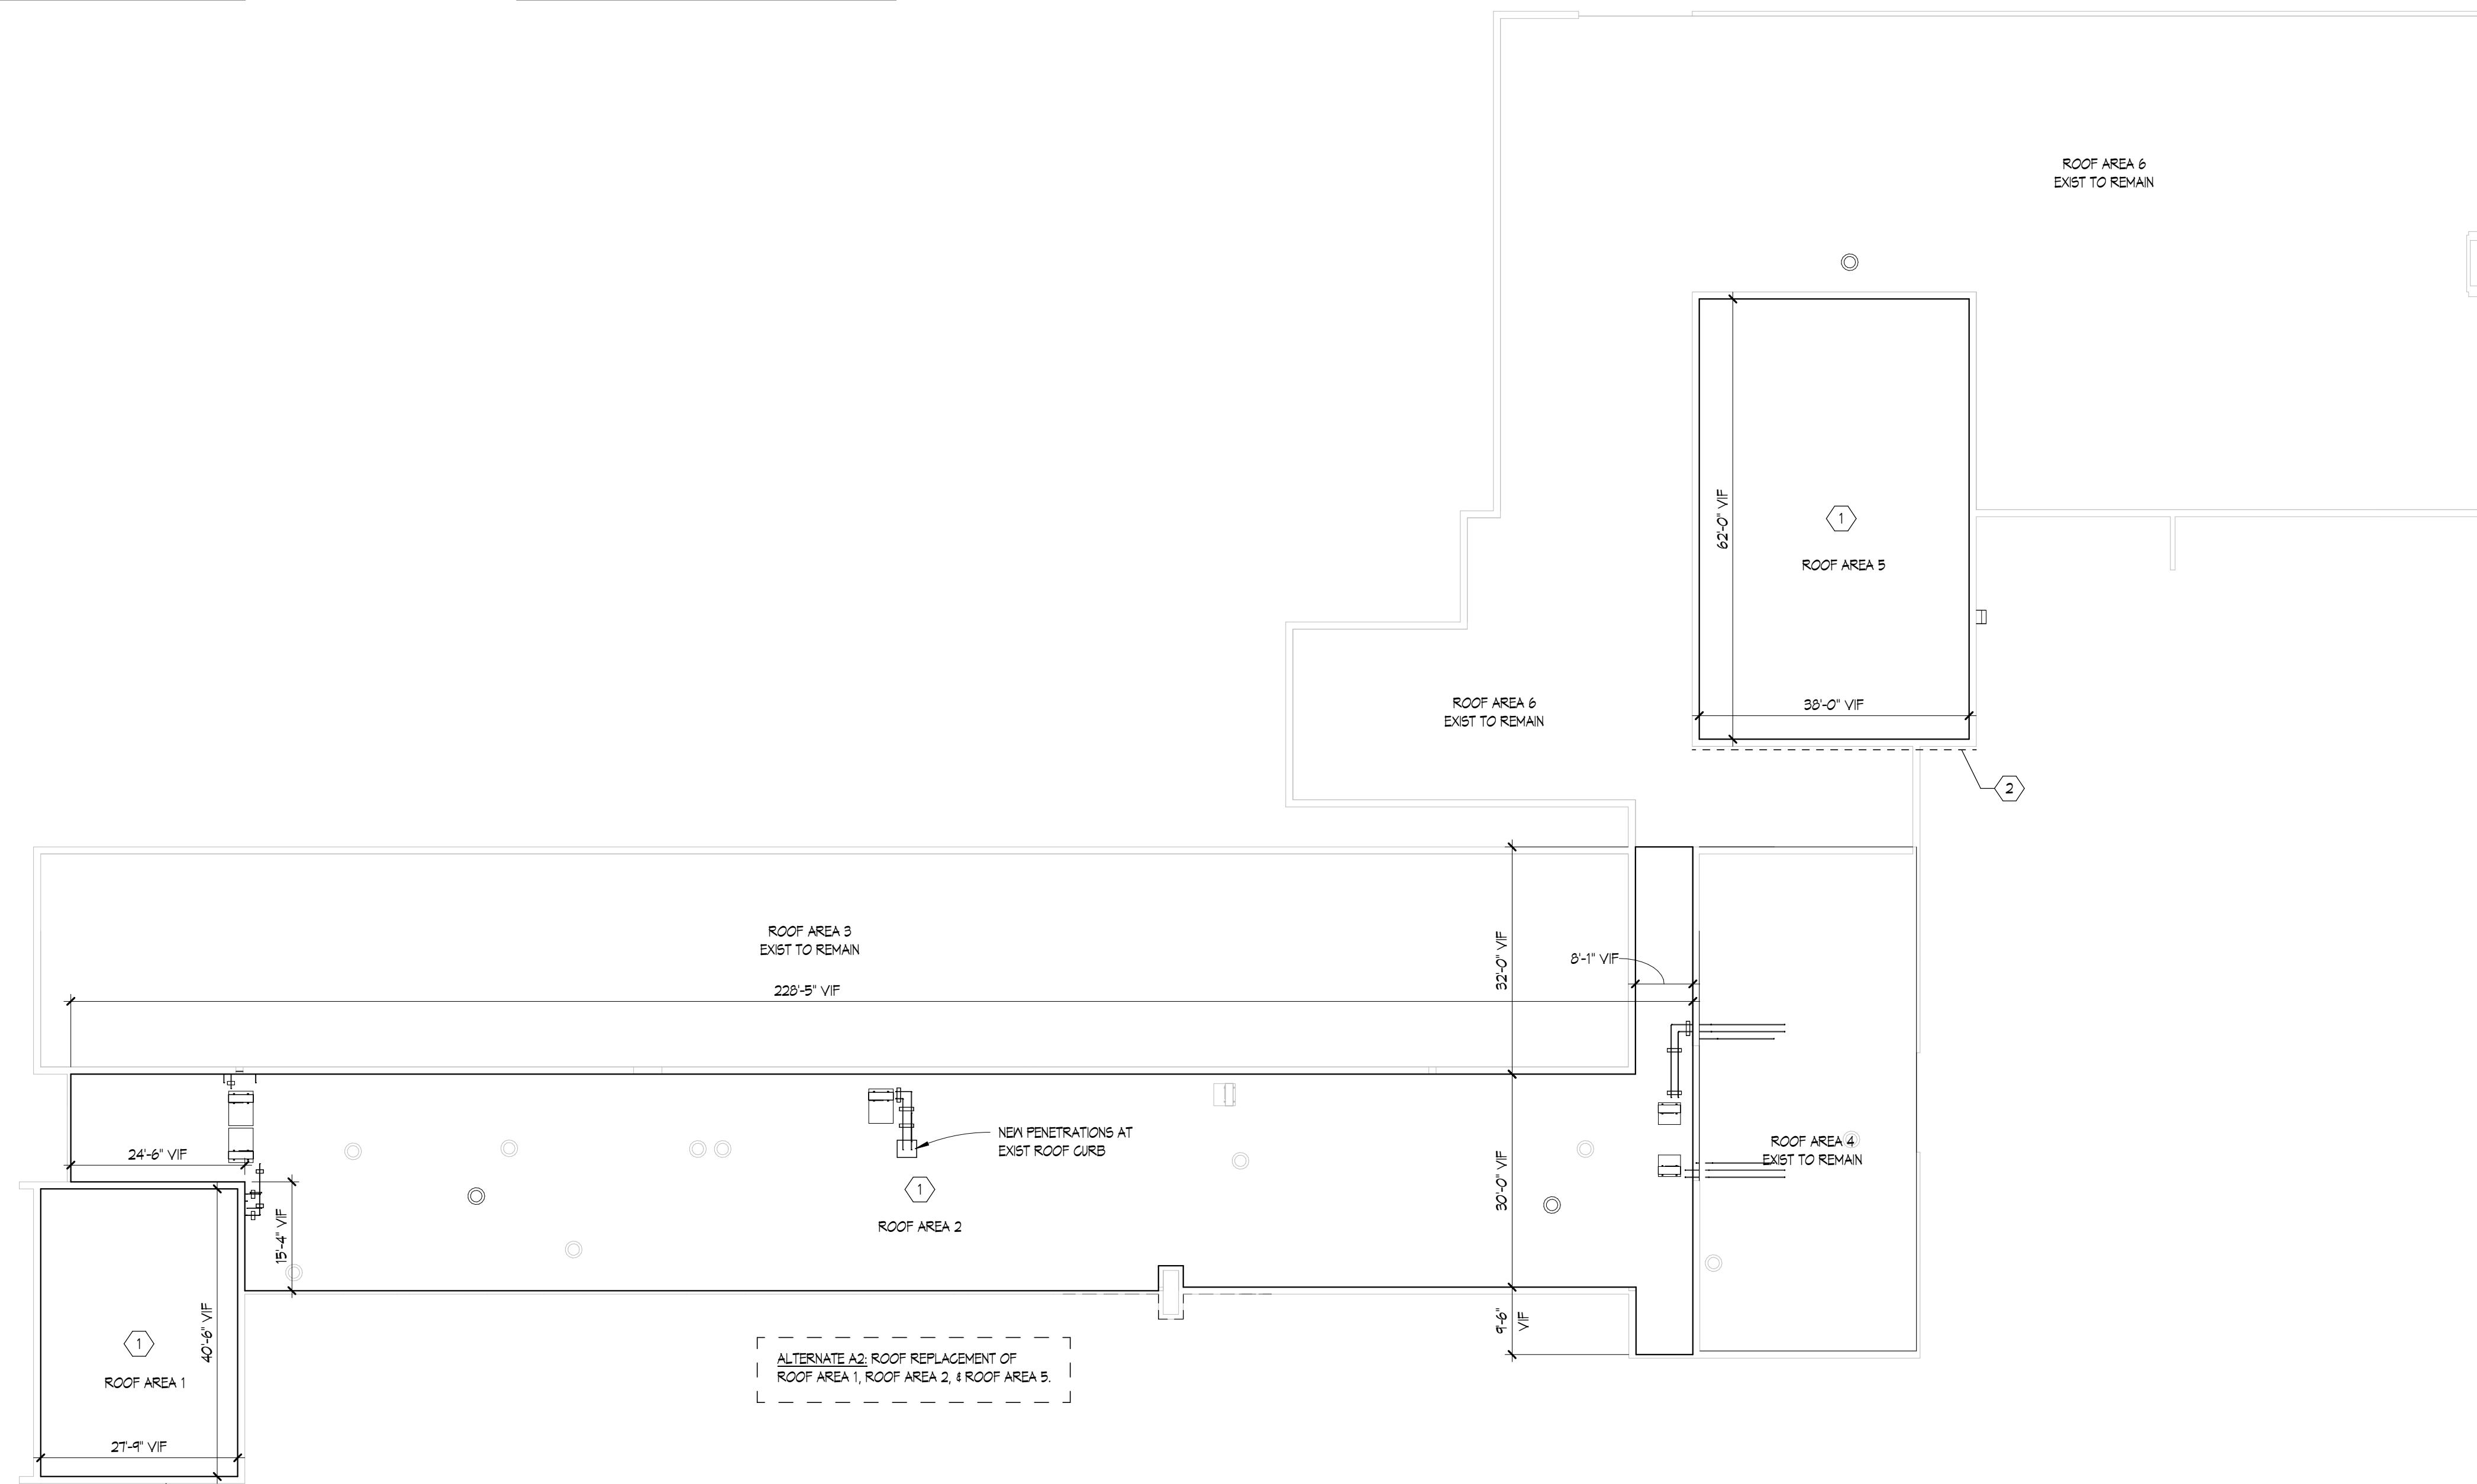 ROOF AREA 6
EXIST TO REMAIN
62'-0" VIF
1
ROOF AREA 5
38'-0" VIF
ROOF AREA 6
EXIST TO REMAIN
2
ROOF AREA 3
EXIST TO REMAIN
32'-0" VIF
8'-1" VIF
228'-5" VIF
NEW PENETRATIONS AT
EXIST ROOF CURB
ROOF AREA 4
EXIST TO REMAIN
24'-6" VIF
30'-0" VIF
1
ROOF AREA 2
15'-4" VIF
9'-6"
VIF
40'-6" VIF
1
ROOF AREA 1
ALTERNATE A2: ROOF REPLACEMENT OF
ROOF AREA 1, ROOF AREA 2, & ROOF AREA 5.
27'-9" VIF